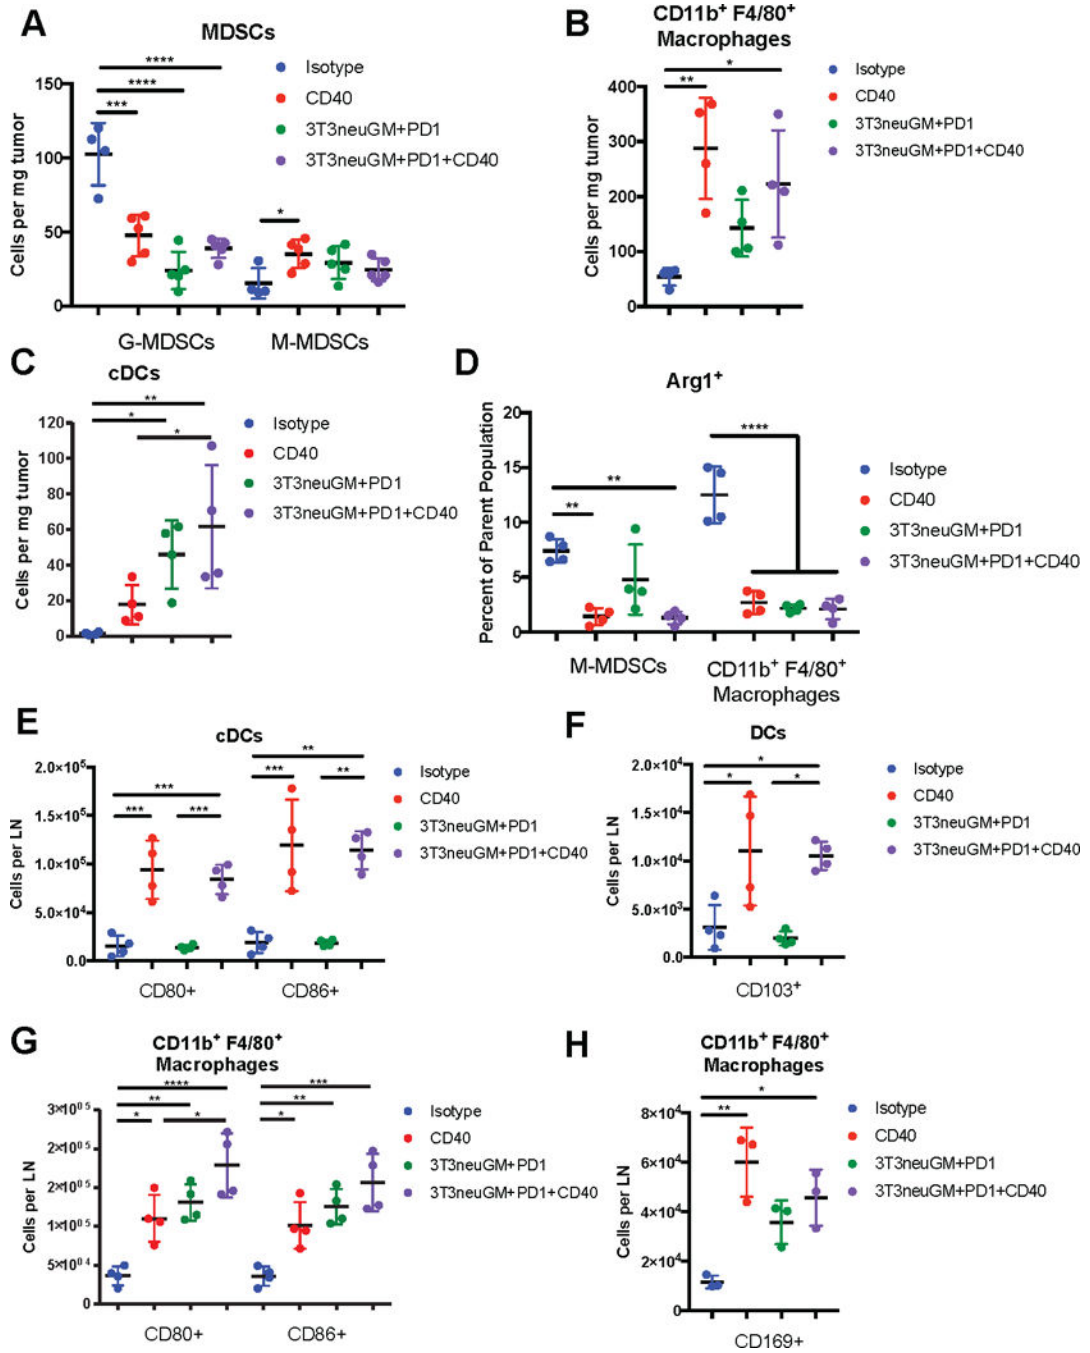 A
MDSCs
Cells per mg tumor
150
100
50
0
****
****
***
*
Isotype
CD40
3T3neuGM+PD1
3T3neuGM+PD1+CD40
G-MDSCs
M-MDSCs
B
CD11b⁺ F4/80⁺
Macrophages
Cells per mg tumor
400
300
200
100
0
*
**
Isotype
CD40
3T3neuGM+PD1
3T3neuGM+PD1+CD40
C
cDCs
Cells per mg tumor
120
100
80
60
40
20
0
**
*
*
Isotype
CD40
3T3neuGM+PD1
3T3neuGM+PD1+CD40
D
Arg1⁺
Percent of Parent Population
20
15
10
5
0
**
**
****
Isotype
CD40
3T3neuGM+PD1
3T3neuGM+PD1+CD40
M-MDSCs
CD11b⁺ F4/80⁺
Macrophages
E
cDCs
Cells per LN
2.0×10⁵
1.5×10⁵
1.0×10⁵
5.0×10⁴
0.0
***
***
***
**
***
**
Isotype
CD40
3T3neuGM+PD1
3T3neuGM+PD1+CD40
CD80+
CD86+
F
DCs
Cells per LN
2.0×10⁴
1.5×10⁴
1.0×10⁴
5.0×10³
0.0
*
*
*
Isotype
CD40
3T3neuGM+PD1
3T3neuGM+PD1+CD40
CD103⁺
G
CD11b⁺ F4/80⁺
Macrophages
Cells per LN
3×10⁰⁵
2×10⁰⁵
2×10⁰⁵
1×10⁰⁵
5×10⁰⁴
0
****
**
*
*
***
**
*
Isotype
CD40
3T3neuGM+PD1
3T3neuGM+PD1+CD40
CD80+
CD86+
H
CD11b⁺ F4/80⁺
Macrophages
Cells per LN
8×10⁴
6×10⁴
4×10⁴
2×10⁴
0
*
**
Isotype
CD40
3T3neuGM+PD1
3T3neuGM+PD1+CD40
CD169+